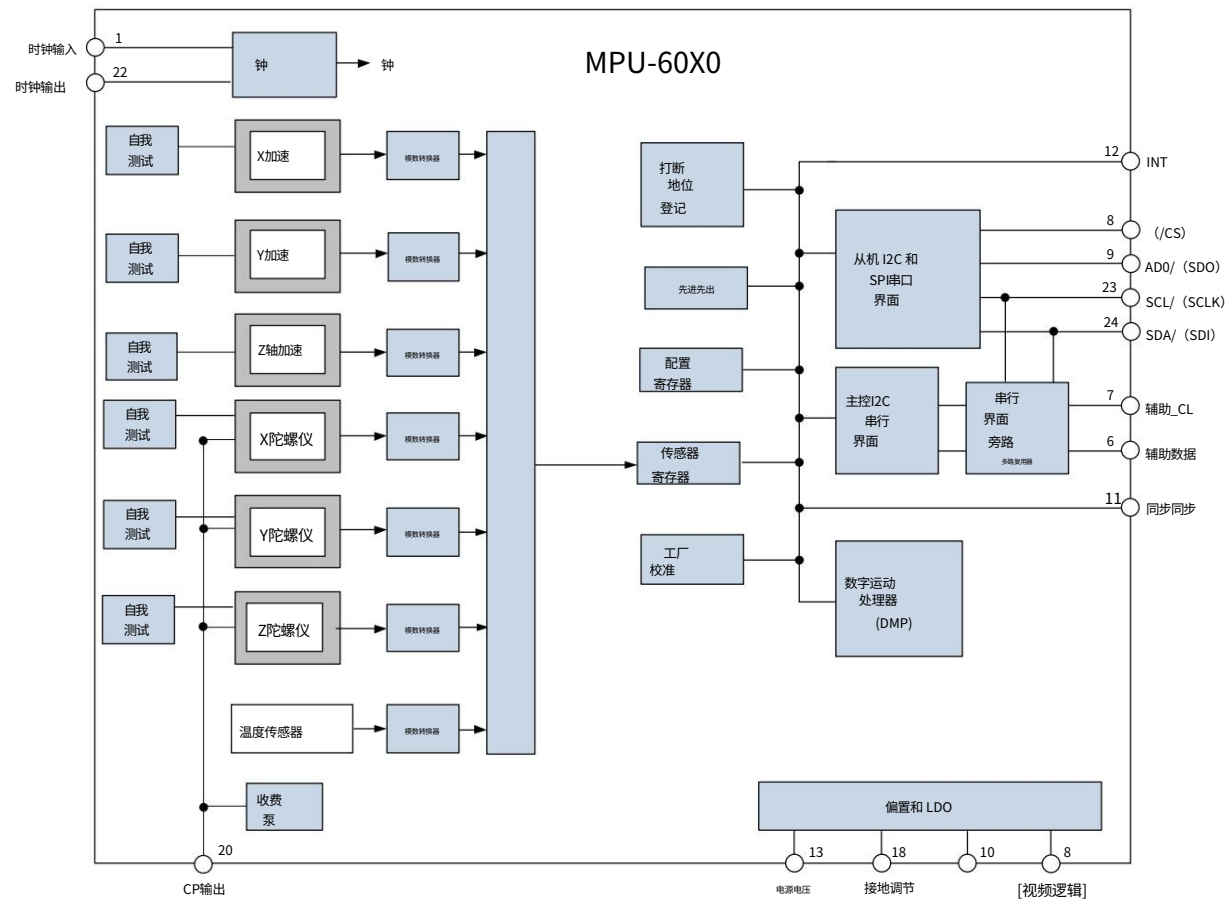 MPU-60X0
时钟输入
1
时钟输出
22
钟
钟
自我
测试
X加速
模数转换器
自我
测试
Y加速
模数转换器
自我
测试
Z轴加速
模数转换器
自我
测试
X陀螺仪
模数转换器
自我
测试
Y陀螺仪
模数转换器
自我
测试
Z陀螺仪
模数转换器
温度传感器
模数转换器
收费
泵
20
CP输出
打断
地位
登记
先进先出
配置
寄存器
传感器
寄存器
工厂
校准
从机 I2C 和
SPI串口
界面
主控I2C
串行
界面
串行
界面
旁路
多路复用器
数字运动
处理器
(DMP)
12
INT
8
（/CS）
9
AD0/（SDO）
23
SCL/（SCLK）
24
SDA/（SDI）
7
辅助_CL
6
辅助数据
11
同步同步
偏置和 LDO
13
18
10
8
电源电压
接地调节
[视频逻辑]